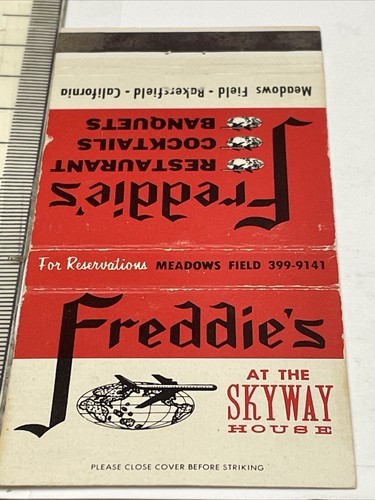 Meadows Field - Bakersfield - California
BANQUETS
COCKTAILS
RESTAURANT
Freddie's
For Reservations MEADOWS FIELD 399-9141
Freddie's
AT THE
SKYWAY
HOUSE
PLEASE CLOSE COVER BEFORE STRIKING